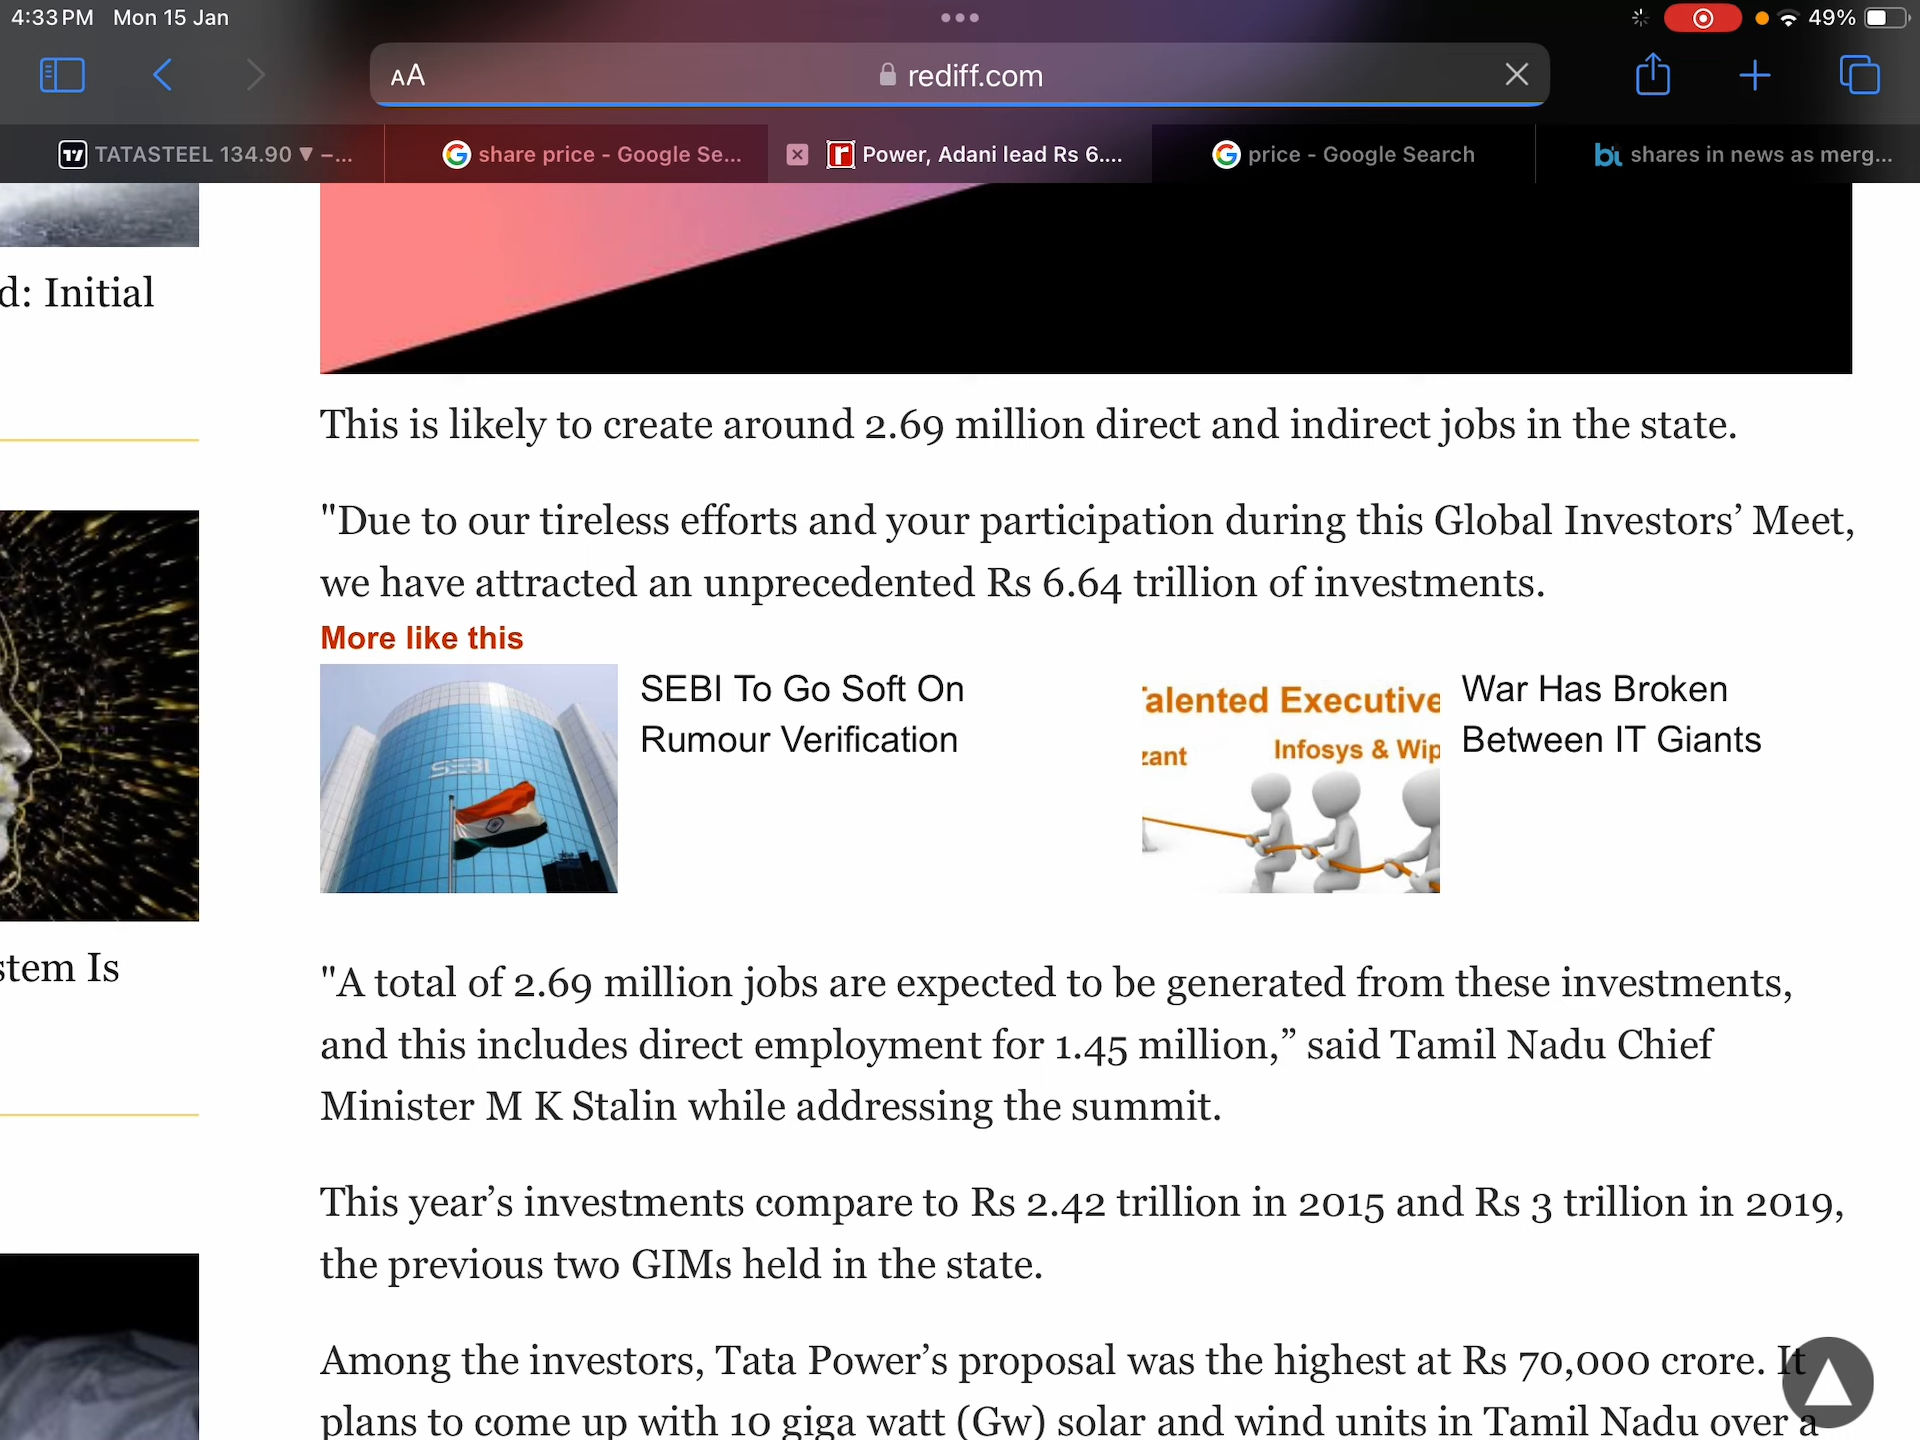 4:33 PM Mon 15 Jan
49%
AA
rediff.com
TATASTEEL 134.90 ▼ −...
share price - Google Se...
Power, Adani lead Rs 6....
price - Google Search
shares in news as merg...
d: Initial
stem Is
This is likely to create around 2.69 million direct and indirect jobs in the state.
"Due to our tireless efforts and your participation during this Global Investors’ Meet,
we have attracted an unprecedented Rs 6.64 trillion of investments.
More like this
SEBI
SEBI To Go Soft On
Rumour Verification
alented Executive
zant
Infosys & Wip
War Has Broken
Between IT Giants
"A total of 2.69 million jobs are expected to be generated from these investments,
and this includes direct employment for 1.45 million,” said Tamil Nadu Chief
Minister M K Stalin while addressing the summit.
This year’s investments compare to Rs 2.42 trillion in 2015 and Rs 3 trillion in 2019,
the previous two GIMs held in the state.
Among the investors, Tata Power’s proposal was the highest at Rs 70,000 crore. It
plans to come up with 10 giga watt (Gw) solar and wind units in Tamil Nadu over a